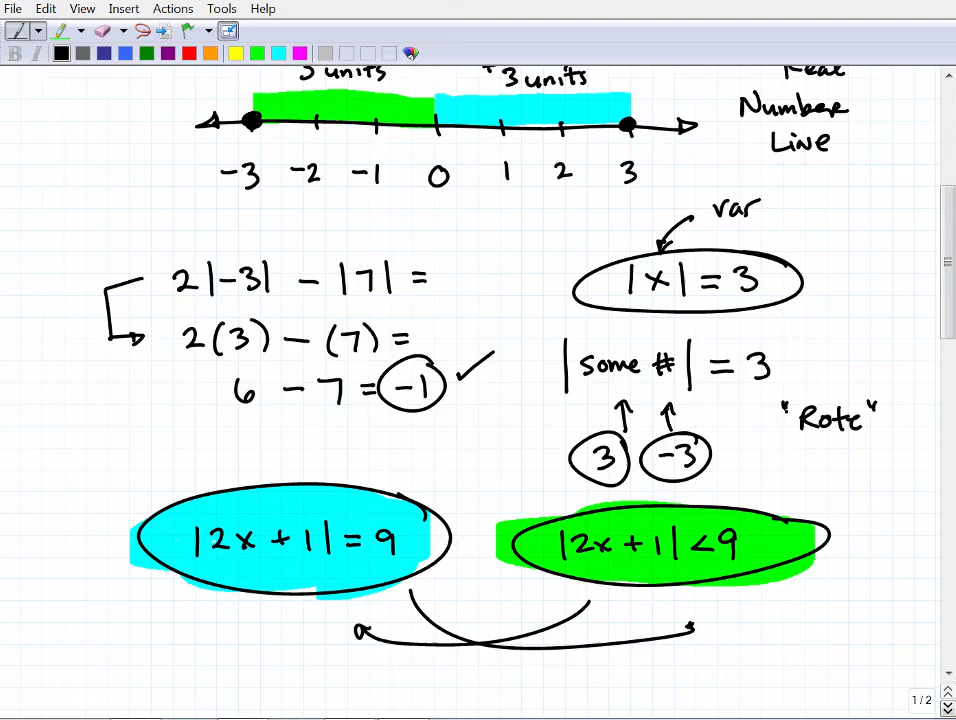 File Edit View Insert Actions Tools Help
B I
3 units
+3 units
Real
Number
Line
-3 -2 -1 0 1 2 3
var
2|-3| - |7| =
|x| = 3
2(3) - (7) =
|some #| = 3
6 - 7 = -1
"Rote"
3 -3
|2x + 1| = 9
|2x + 1| < 9
1 / 2